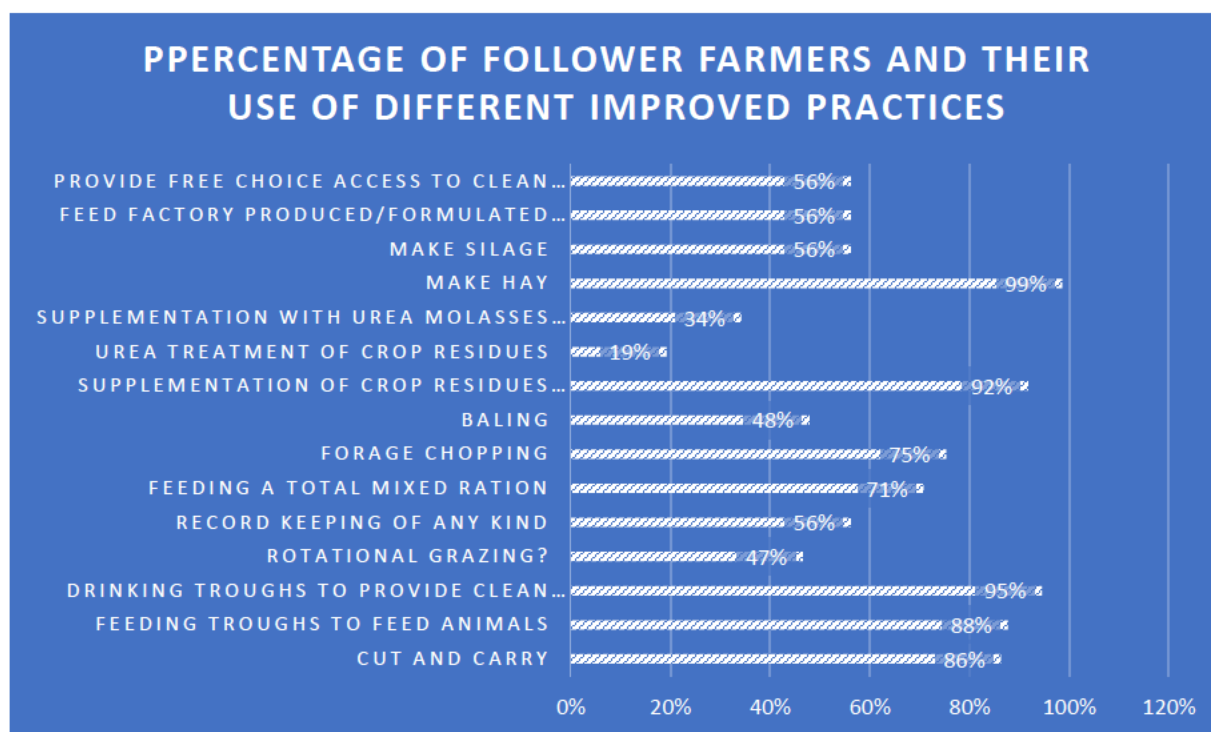 PPERCENTAGE OF FOLLOWER FARMERS AND THEIR
USE OF DIFFERENT IMPROVED PRACTICES
PROVIDE FREE CHOICE ACCESS TO CLEAN... 56%
FEED FACTORY PRODUCED/FORMULATED... 56%
MAKE SILAGE 56%
MAKE HAY 99%
SUPPLEMENTATION WITH UREA MOLASSES... 34%
UREA TREATMENT OF CROP RESIDUES 19%
SUPPLEMENTATION OF CROP RESIDUES... 92%
BALING 48%
FORAGE CHOPPING 75%
FEEDING A TOTAL MIXED RATION 71%
RECORD KEEPING OF ANY KIND 56%
ROTATIONAL GRAZING? 47%
DRINKING TROUGHS TO PROVIDE CLEAN... 95%
FEEDING TROUGHS TO FEED ANIMALS 88%
CUT AND CARRY 86%
0% 20% 40% 60% 80% 100% 120%